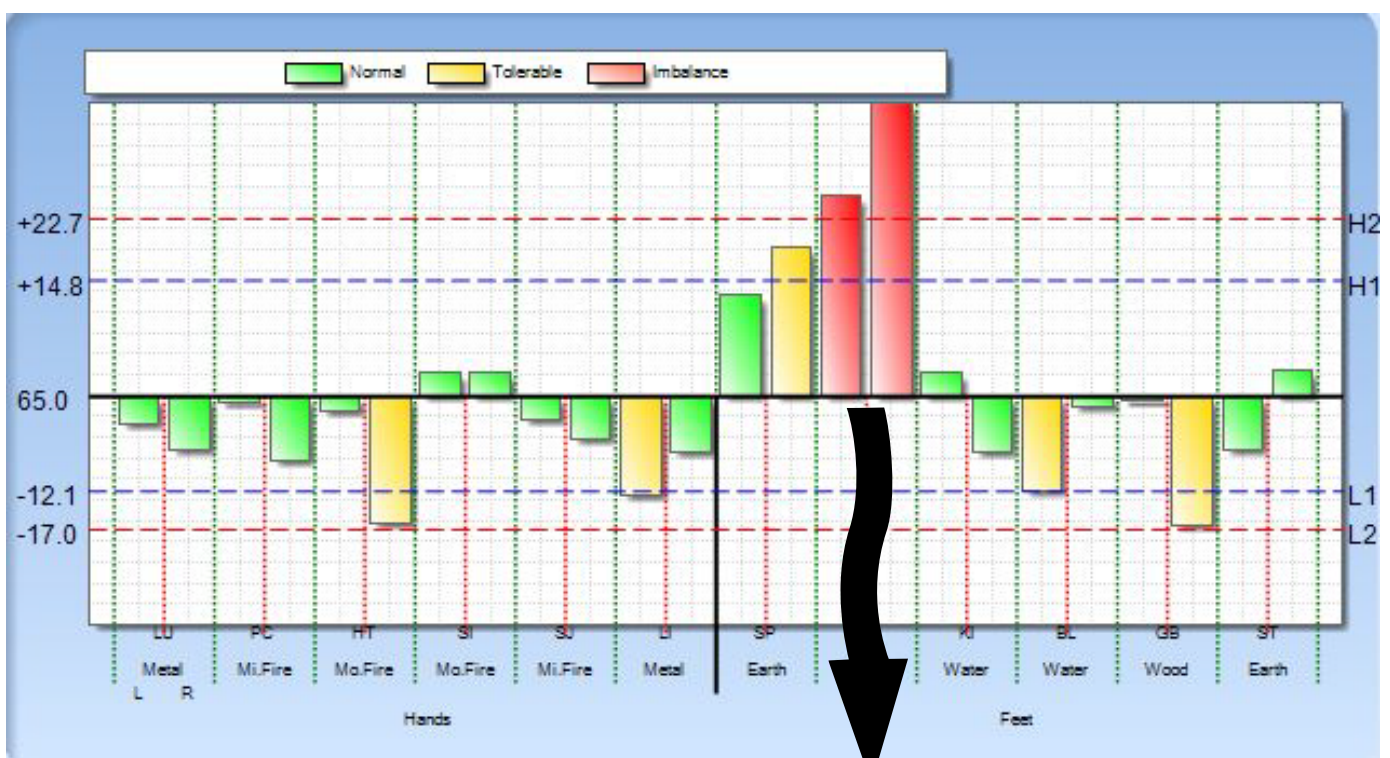 Normal Tolerable Imbalance
+22.7 H2
+14.8 H1
65.0
-12.1 L1
-17.0 L2
LU PC HT SI SJ LI SP KI BL GB ST
Metal Mi.Fire Mo.Fire Mo.Fire Mi.Fire Metal Earth Water Water Wood Earth
L R
Hands Feet